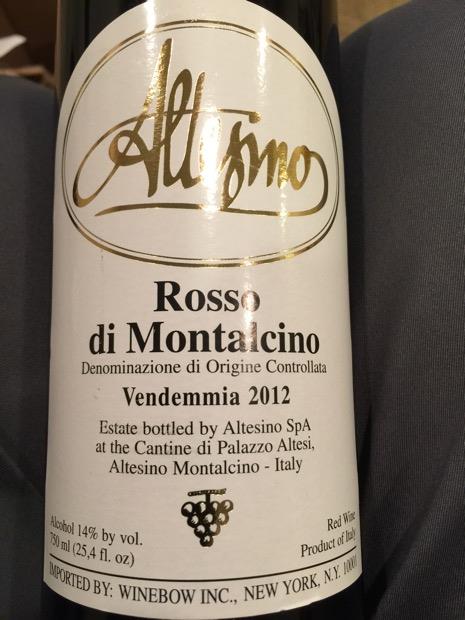 Altesino
Rosso
di Montalcino
Denominazione di Origine Controllata
Vendemmia 2012
Estate bottled by Altesino SpA
at the Cantine di Palazzo Altesi,
Altesino Montalcino - Italy
Alcohol 14% by vol.
750 ml (25,4 fl. oz)
Red Wine
Product of Italy
IMPORTED BY: WINEBOW INC., NEW YORK, N.Y. 10001